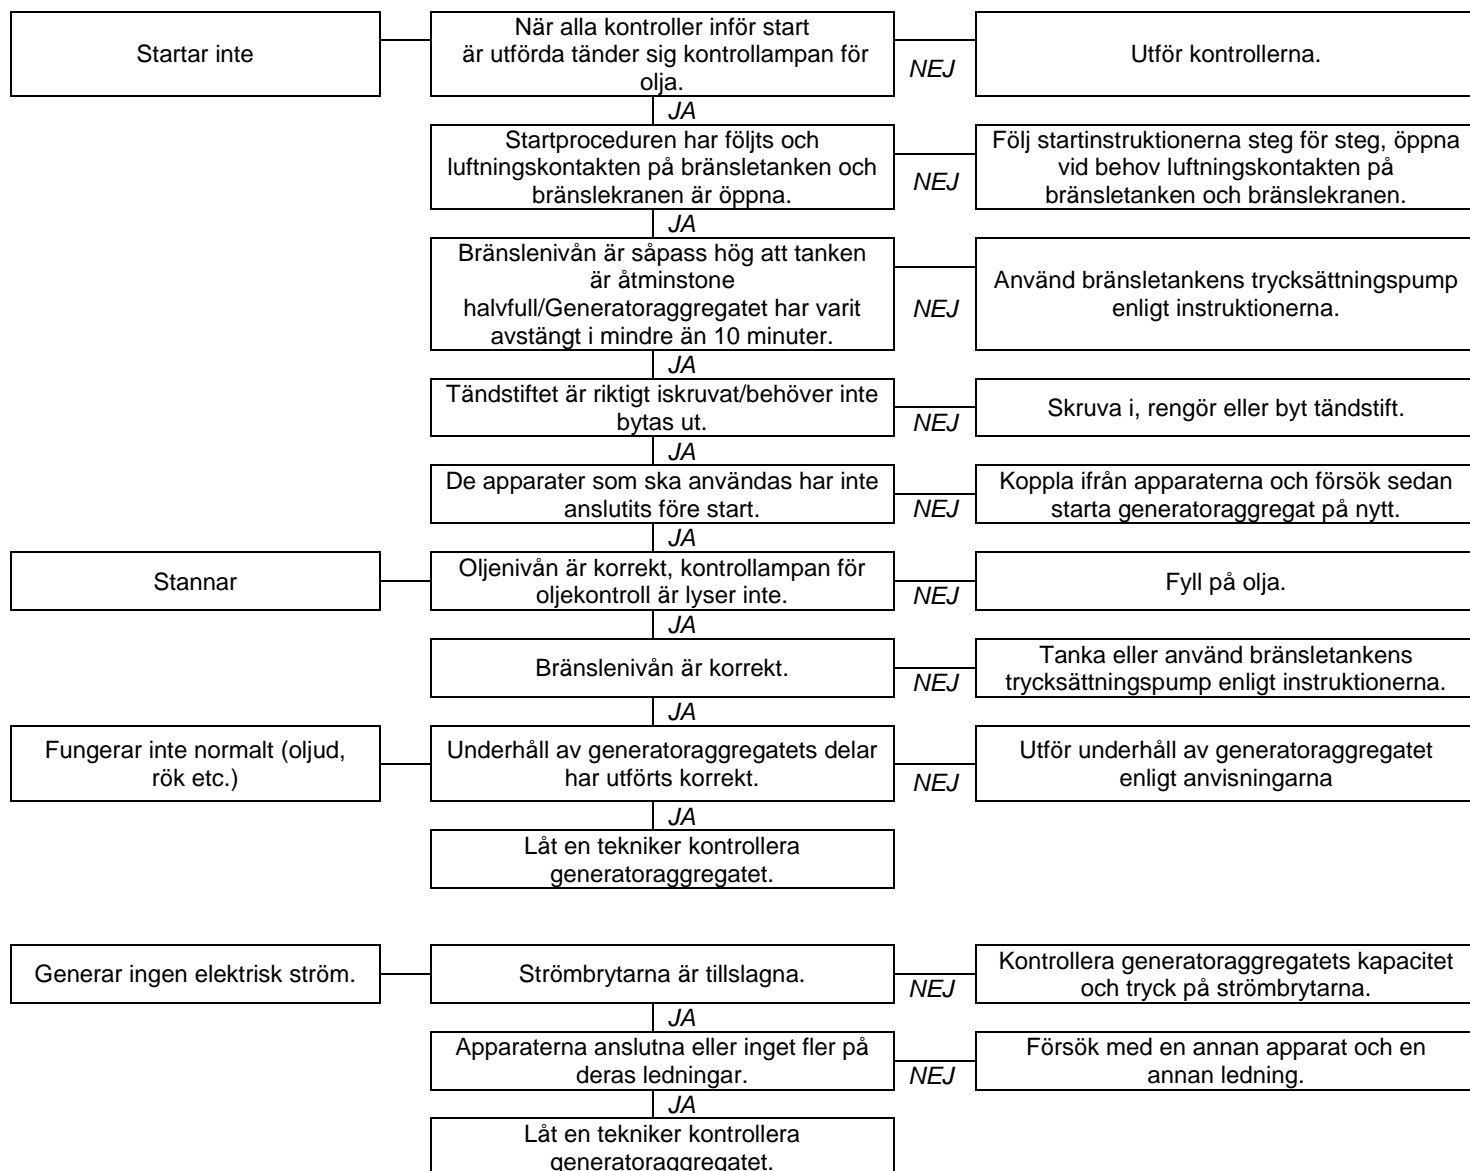 Startar inte
När alla kontroller inför start
är utförda tänder sig kontrollampan för
olja.
NEJ
Utför kontrollerna.
JA
Startproceduren har följts och
luftningskontakten på bränsletanken och
bränslekranen är öppna.
NEJ
Följ startinstruktionerna steg för steg, öppna
vid behov luftningskontakten på
bränsletanken och bränslekranen.
JA
Bränslenivån är såpass hög att tanken
är åtminstone
halvfull/Generatoraggregatet har varit
avstängt i mindre än 10 minuter.
NEJ
Använd bränsletankens trycksättningspump
enligt instruktionerna.
JA
Tändstiftet är riktigt iskruvat/behöver inte
bytas ut.
NEJ
Skruva i, rengör eller byt tändstift.
JA
De apparater som ska användas har inte
anslutits före start.
NEJ
Koppla ifrån apparaterna och försök sedan
starta generatoraggregat på nytt.
JA
Stannar
Oljenivån är korrekt, kontrollampan för
oljekontroll är lyser inte.
NEJ
Fyll på olja.
JA
Bränslenivån är korrekt.
NEJ
Tanka eller använd bränsletankens
trycksättningspump enligt instruktionerna.
JA
Fungerar inte normalt (oljud,
rök etc.)
Underhåll av generatoraggregatets delar
har utförts korrekt.
NEJ
Utför underhåll av generatoraggregatet
enligt anvisningarna
JA
Låt en tekniker kontrollera
generatoraggregatet.
Generar ingen elektrisk ström.
Strömbrytarna är tillslagna.
NEJ
Kontrollera generatoraggregatets kapacitet
och tryck på strömbrytarna.
JA
Apparaterna anslutna eller inget fler på
deras ledningar.
NEJ
Försök med en annan apparat och en
annan ledning.
JA
Låt en tekniker kontrollera
generatoraggregatet.